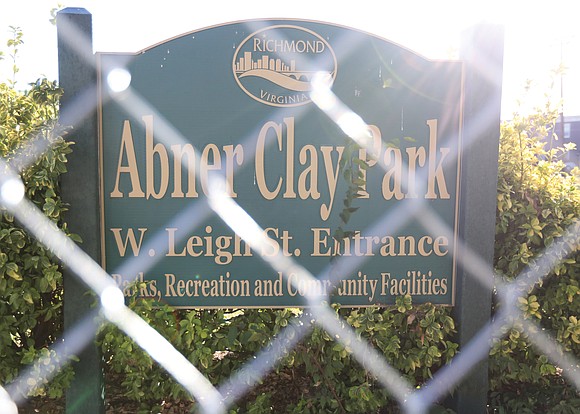 RICHMOND
VIRGINIA
Abner Clay Park
W. Leigh St. Entrance
Parks, Recreation and Community Facilities